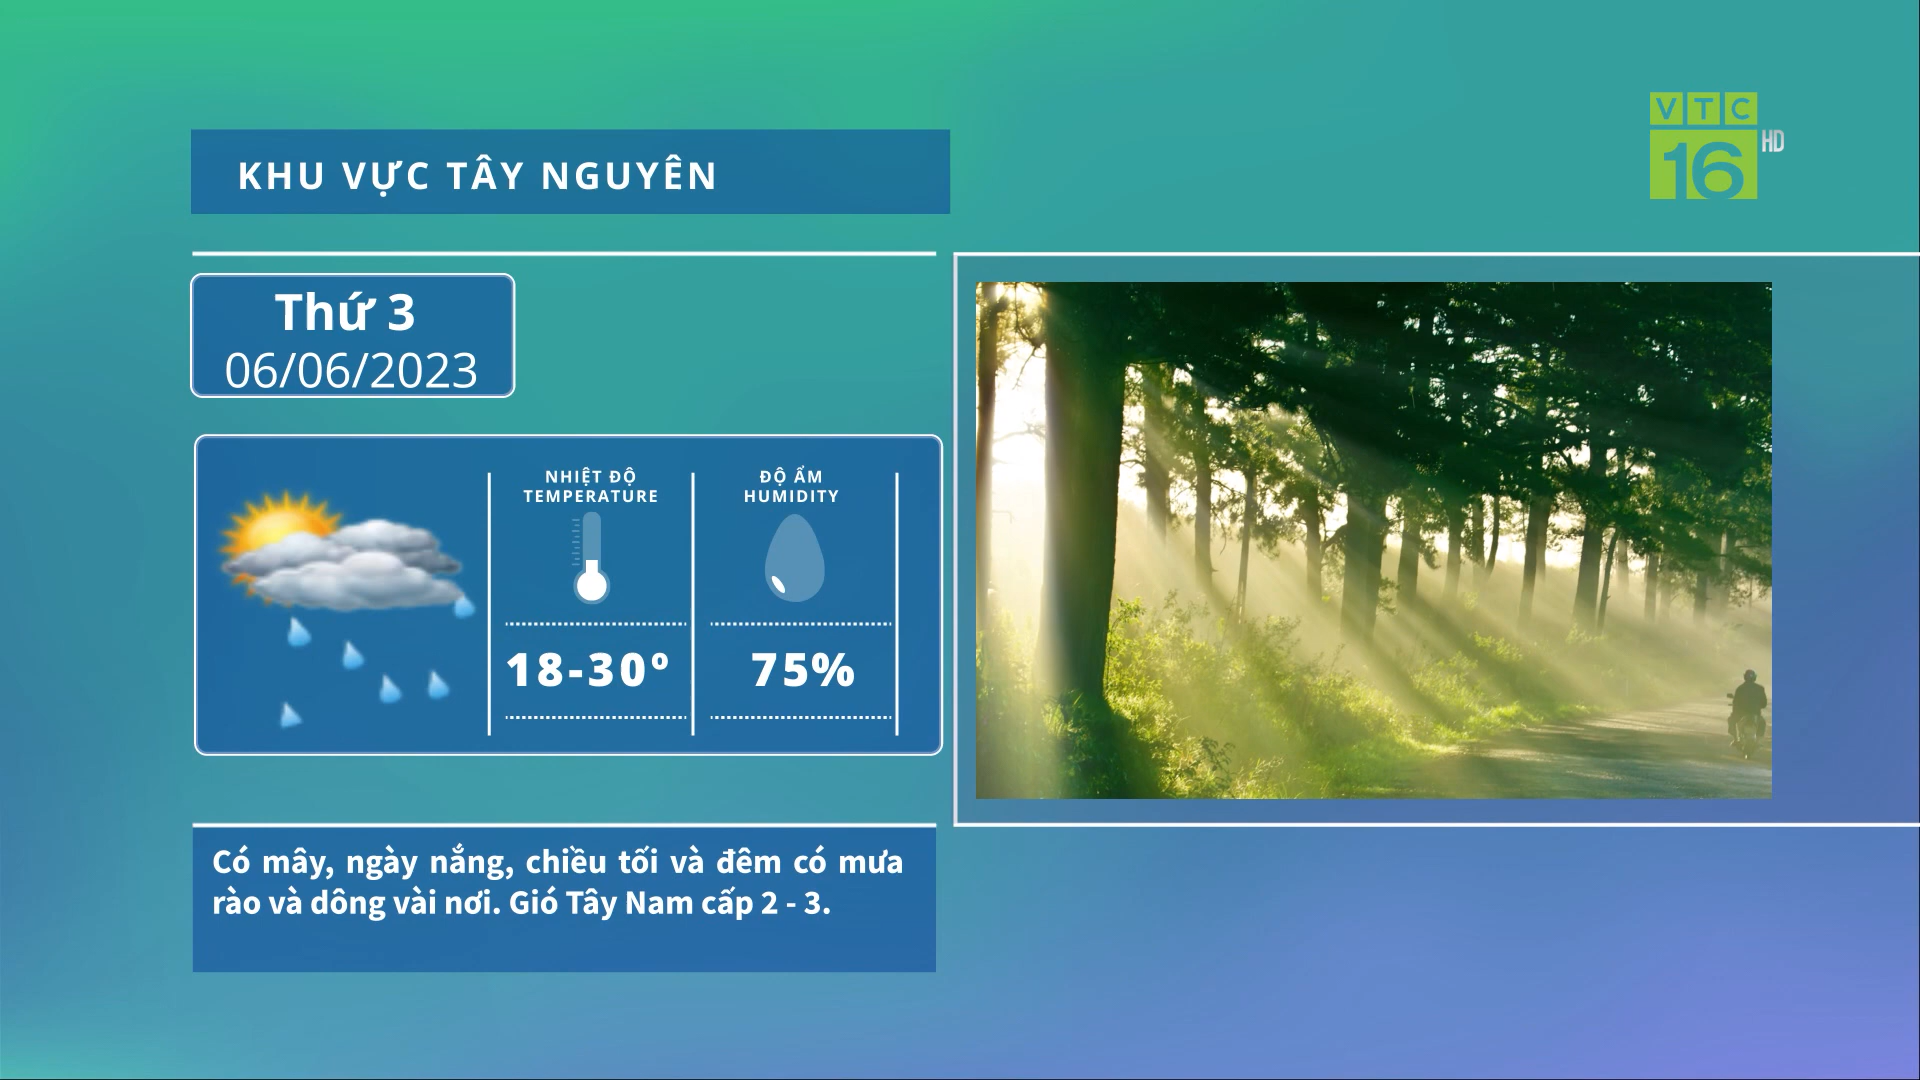 VTC
16 HD
KHU VỰC TÂY NGUYÊN
Thứ 3
06/06/2023
NHIỆT ĐỘ
TEMPERATURE
18-30º
ĐỘ ẨM
HUMIDITY
75%
Có mây, ngày nắng, chiều tối và đêm có mưa
rào và dông vài nơi. Gió Tây Nam cấp 2 - 3.